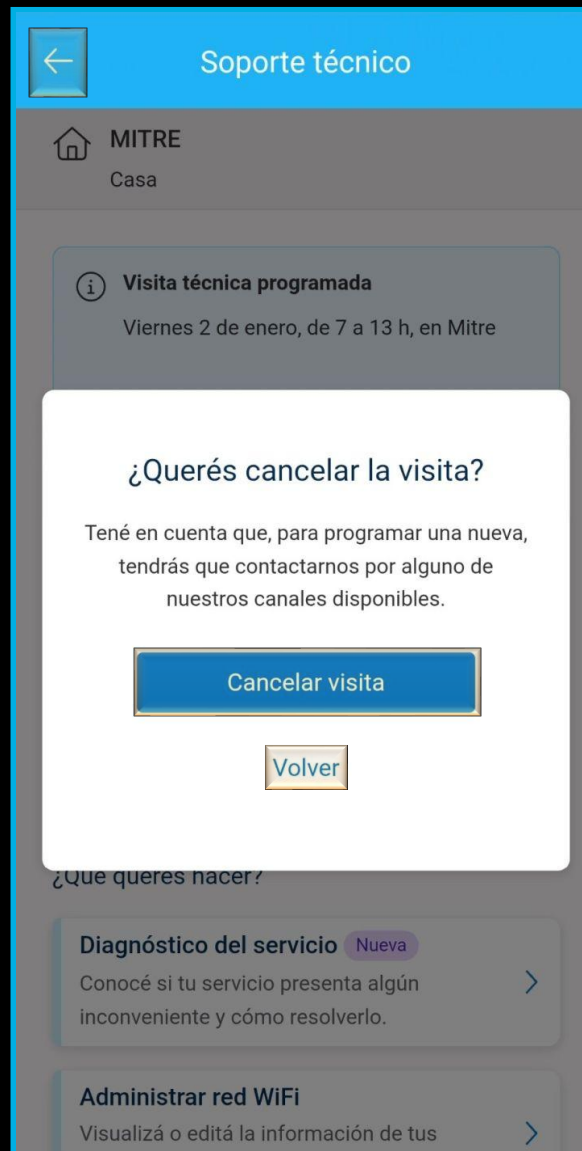 Soporte técnico
MITRE
Casa
Visita técnica programada
Viernes 2 de enero, de 7 a 13 h, en Mitre
¿Querés cancelar la visita?
Tené en cuenta que, para programar una nueva,
tendrás que contactarnos por alguno de
nuestros canales disponibles.
Cancelar visita
Volver
¿Qué querés hacer?
Diagnóstico del servicio Nueva
Conocé si tu servicio presenta algún
inconveniente y cómo resolverlo.
Administrar red WiFi
Visualizá o editá la información de tus